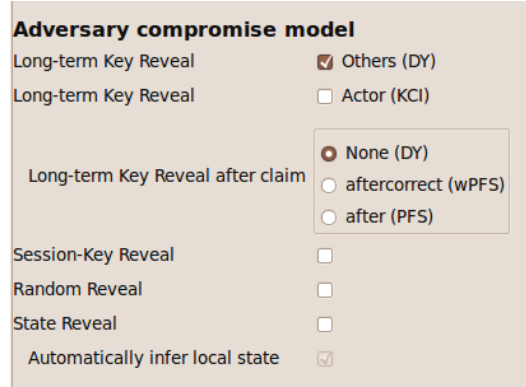 Adversary compromise model
Long-term Key Reveal Others (DY)
Long-term Key Reveal Actor (KCI)
None (DY)
Long-term Key Reveal after claim aftercorrect (wPFS)
after (PFS)
Session-Key Reveal
Random Reveal
State Reveal
Automatically infer local state